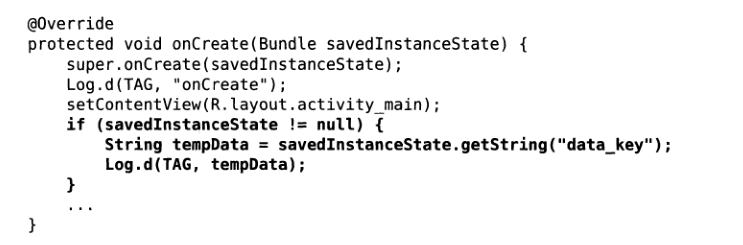 @Override
protected void onCreate(Bundle savedInstanceState) {
    super.onCreate(savedInstanceState);
    Log.d(TAG, "onCreate");
    setContentView(R.layout.activity_main);
    if (savedInstanceState != null) {
        String tempData = savedInstanceState.getString("data_key");
        Log.d(TAG, tempData);
    }
    ...
}